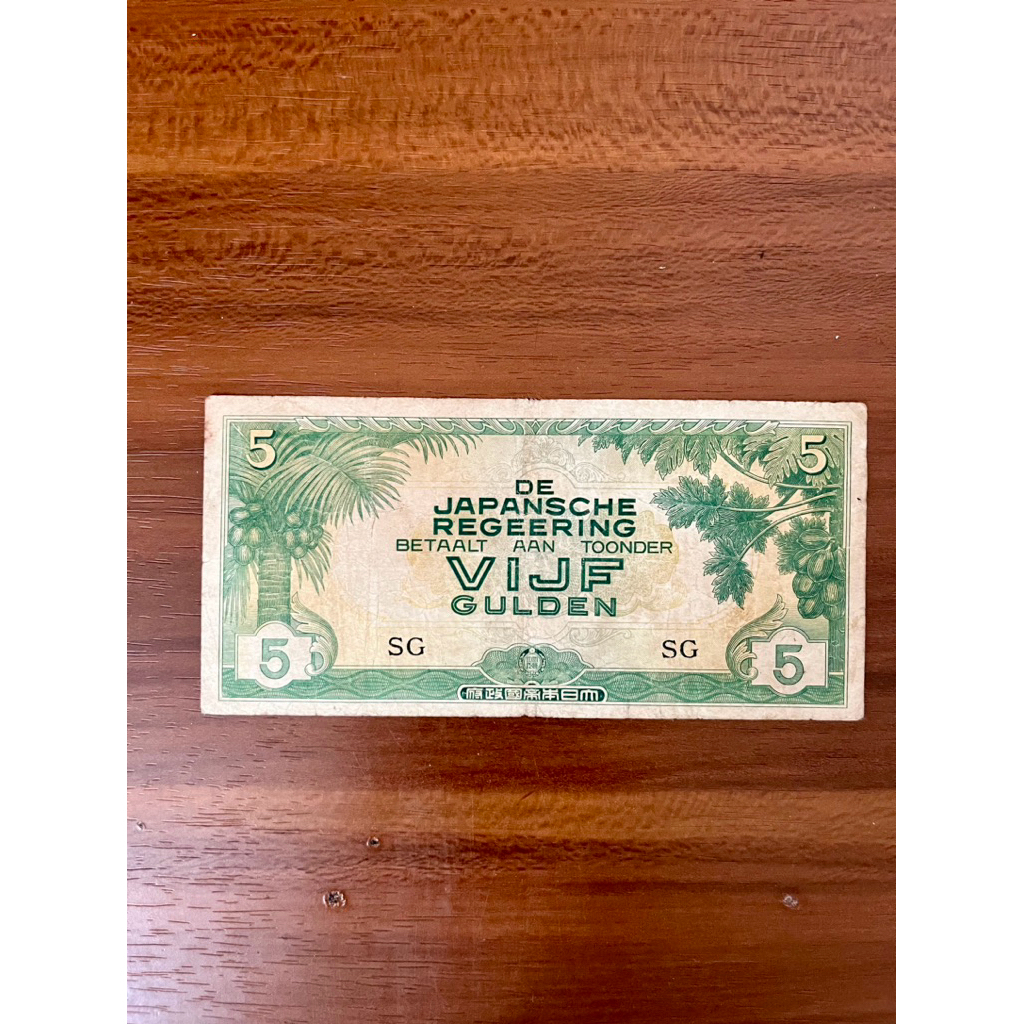 5 5
DE
JAPANSCHE
REGEERING
BETAALT AAN TOONDER
VIJF
GULDEN
SG SG
5 5
府政國帝本日大